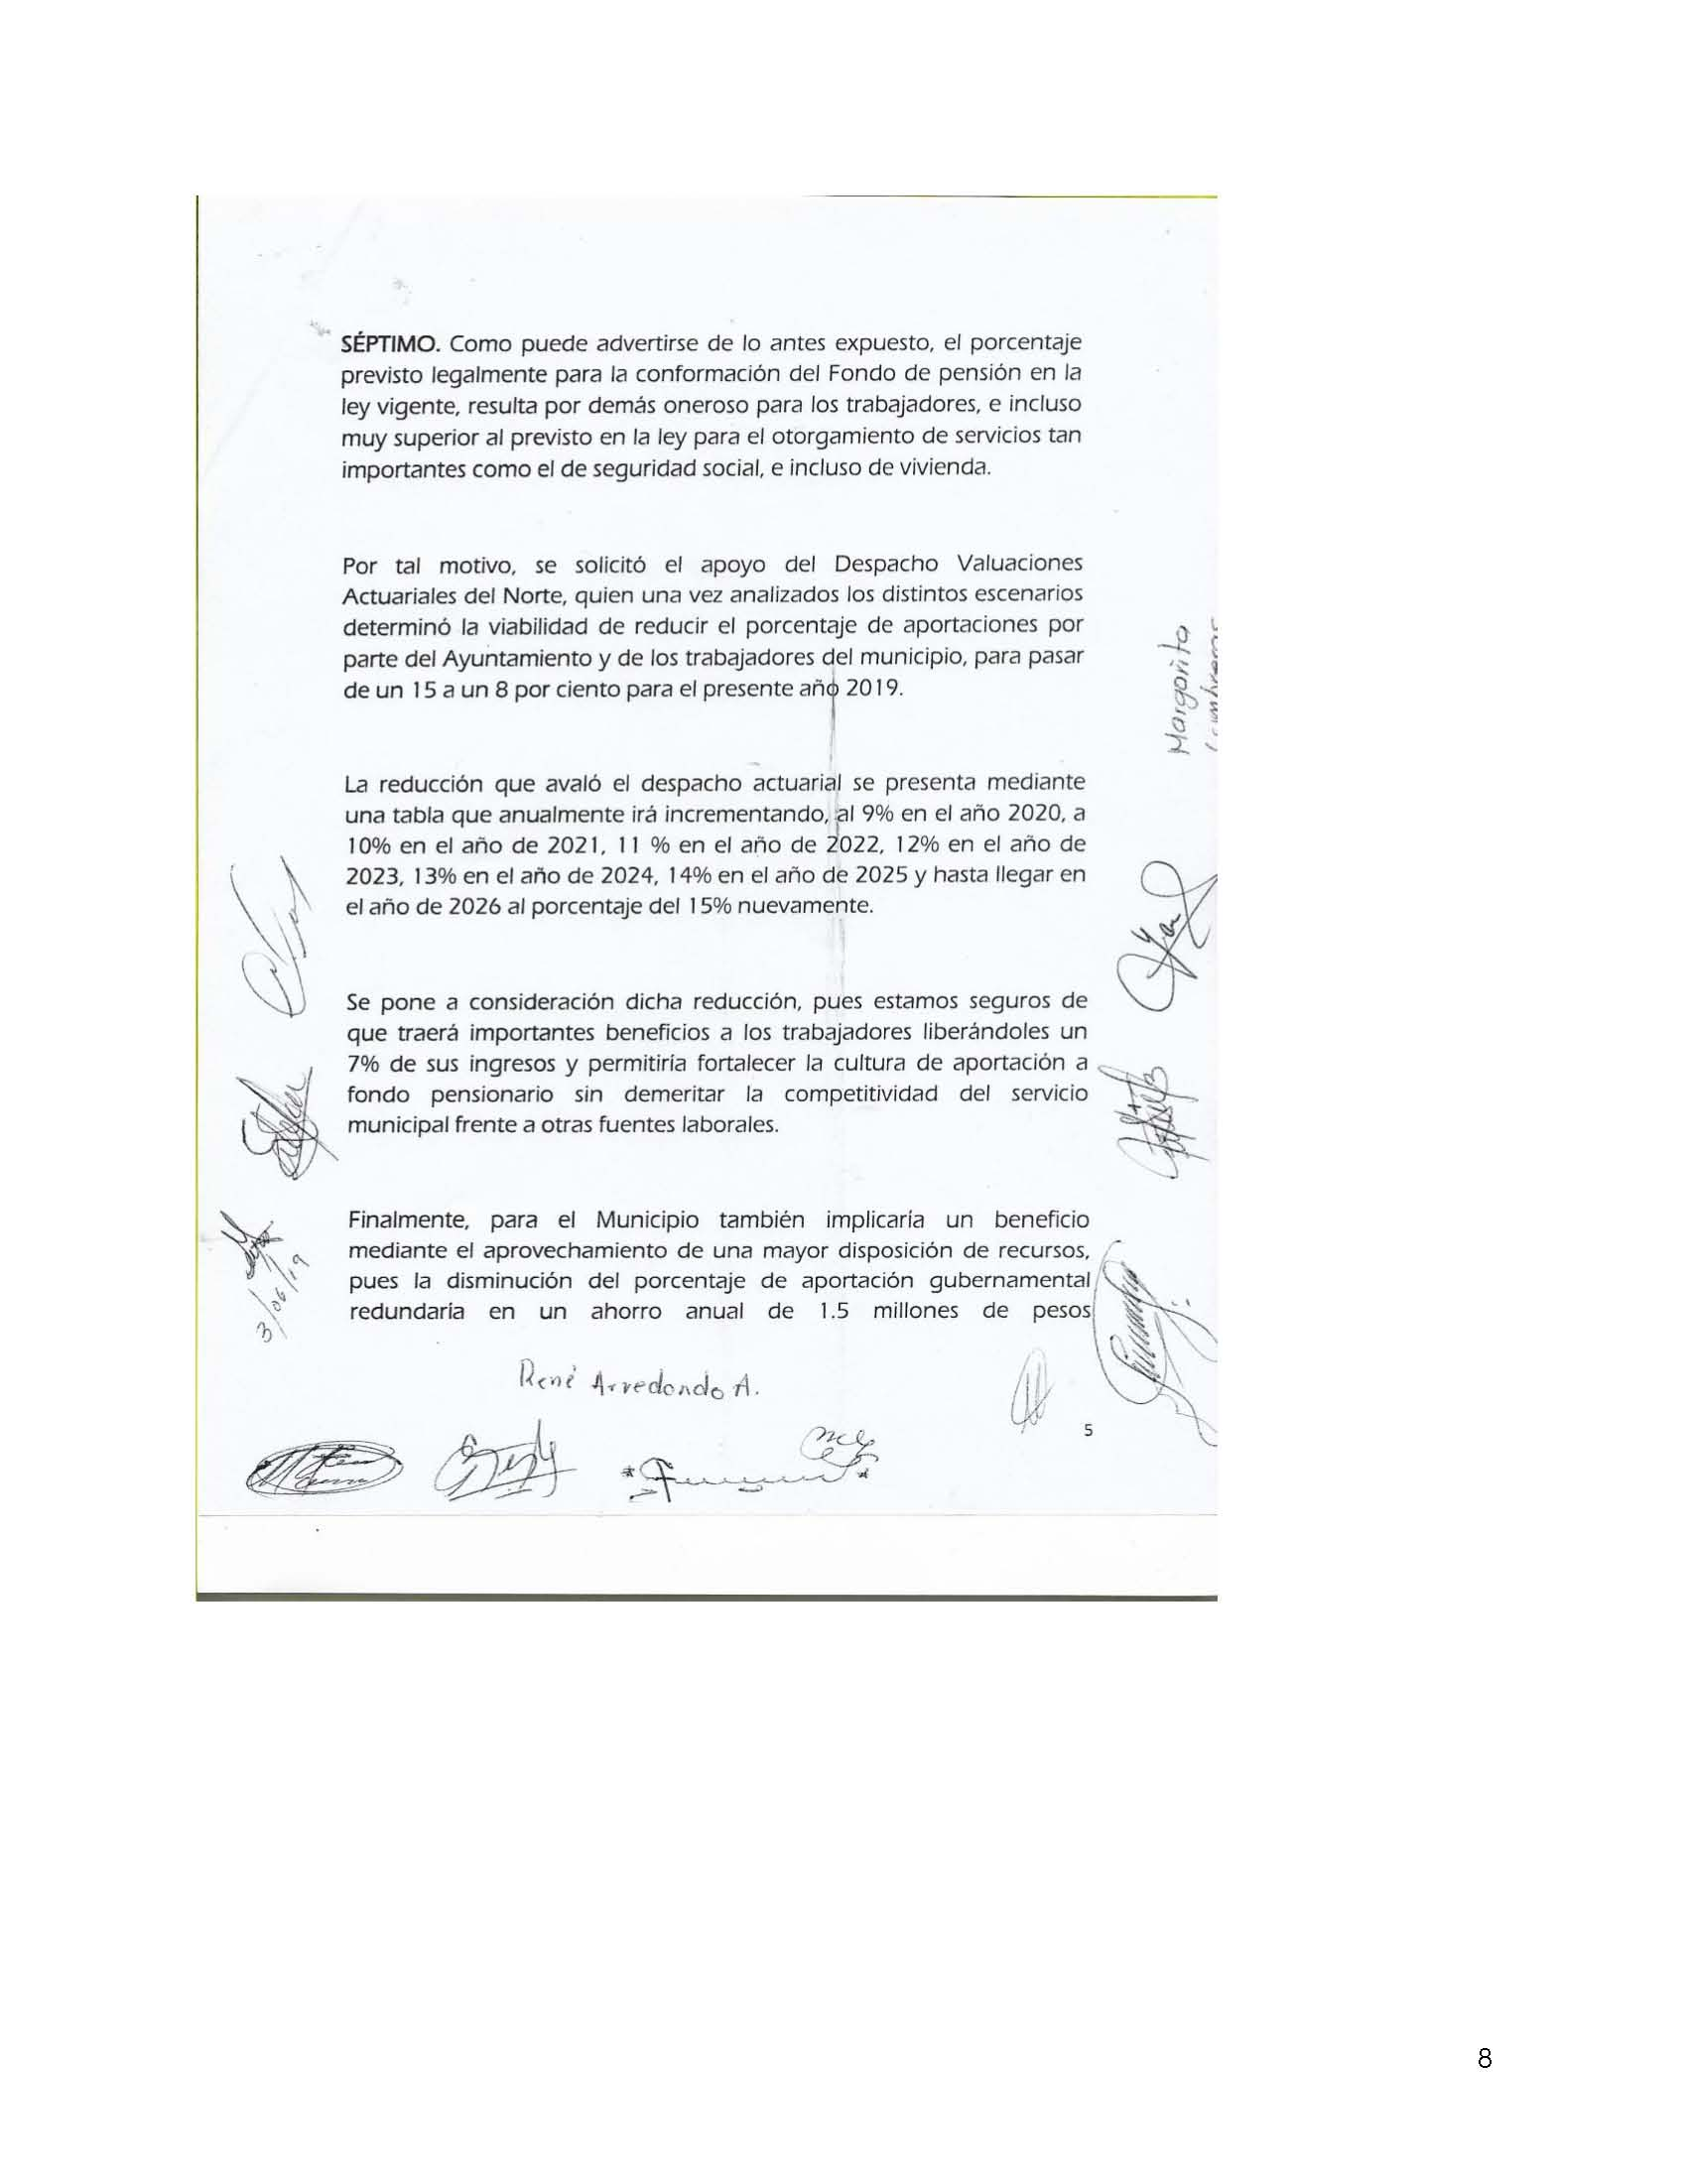 SÉPTIMO. Como puede advertirse de lo antes expuesto, el porcentaje
previsto legalmente para la conformación del Fondo de pensión en la
ley vigente, resulta por demás oneroso para los trabajadores, e incluso
muy superior al previsto en la ley para el otorgamiento de servicios tan
importantes como el de seguridad social, e incluso de vivienda.
Por tal motivo, se solicitó el apoyo del Despacho Valuaciones
Actuariales del Norte, quien una vez analizados los distintos escenarios
determinó la viabilidad de reducir el porcentaje de aportaciones por
parte del Ayuntamiento y de los trabajadores del municipio, para pasar
de un 15 a un 8 por ciento para el presente año 2019.
La reducción que avaló el despacho actuarial se presenta mediante
una tabla que anualmente irá incrementando, al 9% en el año 2020, a
10% en el año de 2021, 11 % en el año de 2022, 12% en el año de
2023, 13% en el año de 2024, 14% en el año de 2025 y hasta llegar en
el año de 2026 al porcentaje del 15% nuevamente.
Se pone a consideración dicha reducción, pues estamos seguros de
que traerá importantes beneficios a los trabajadores liberándoles un
7% de sus ingresos y permitiría fortalecer la cultura de aportación a
fondo pensionario sin demeritar la competitividad del servicio
municipal frente a otras fuentes laborales.
Finalmente, para el Municipio también implicaría un beneficio
mediante el aprovechamiento de una mayor disposición de recursos,
pues la disminución del porcentaje de aportación gubernamental
redundaría en un ahorro anual de 1.5 millones de pesos
Margarita
3/06/19
René Arredondo A.
5
8